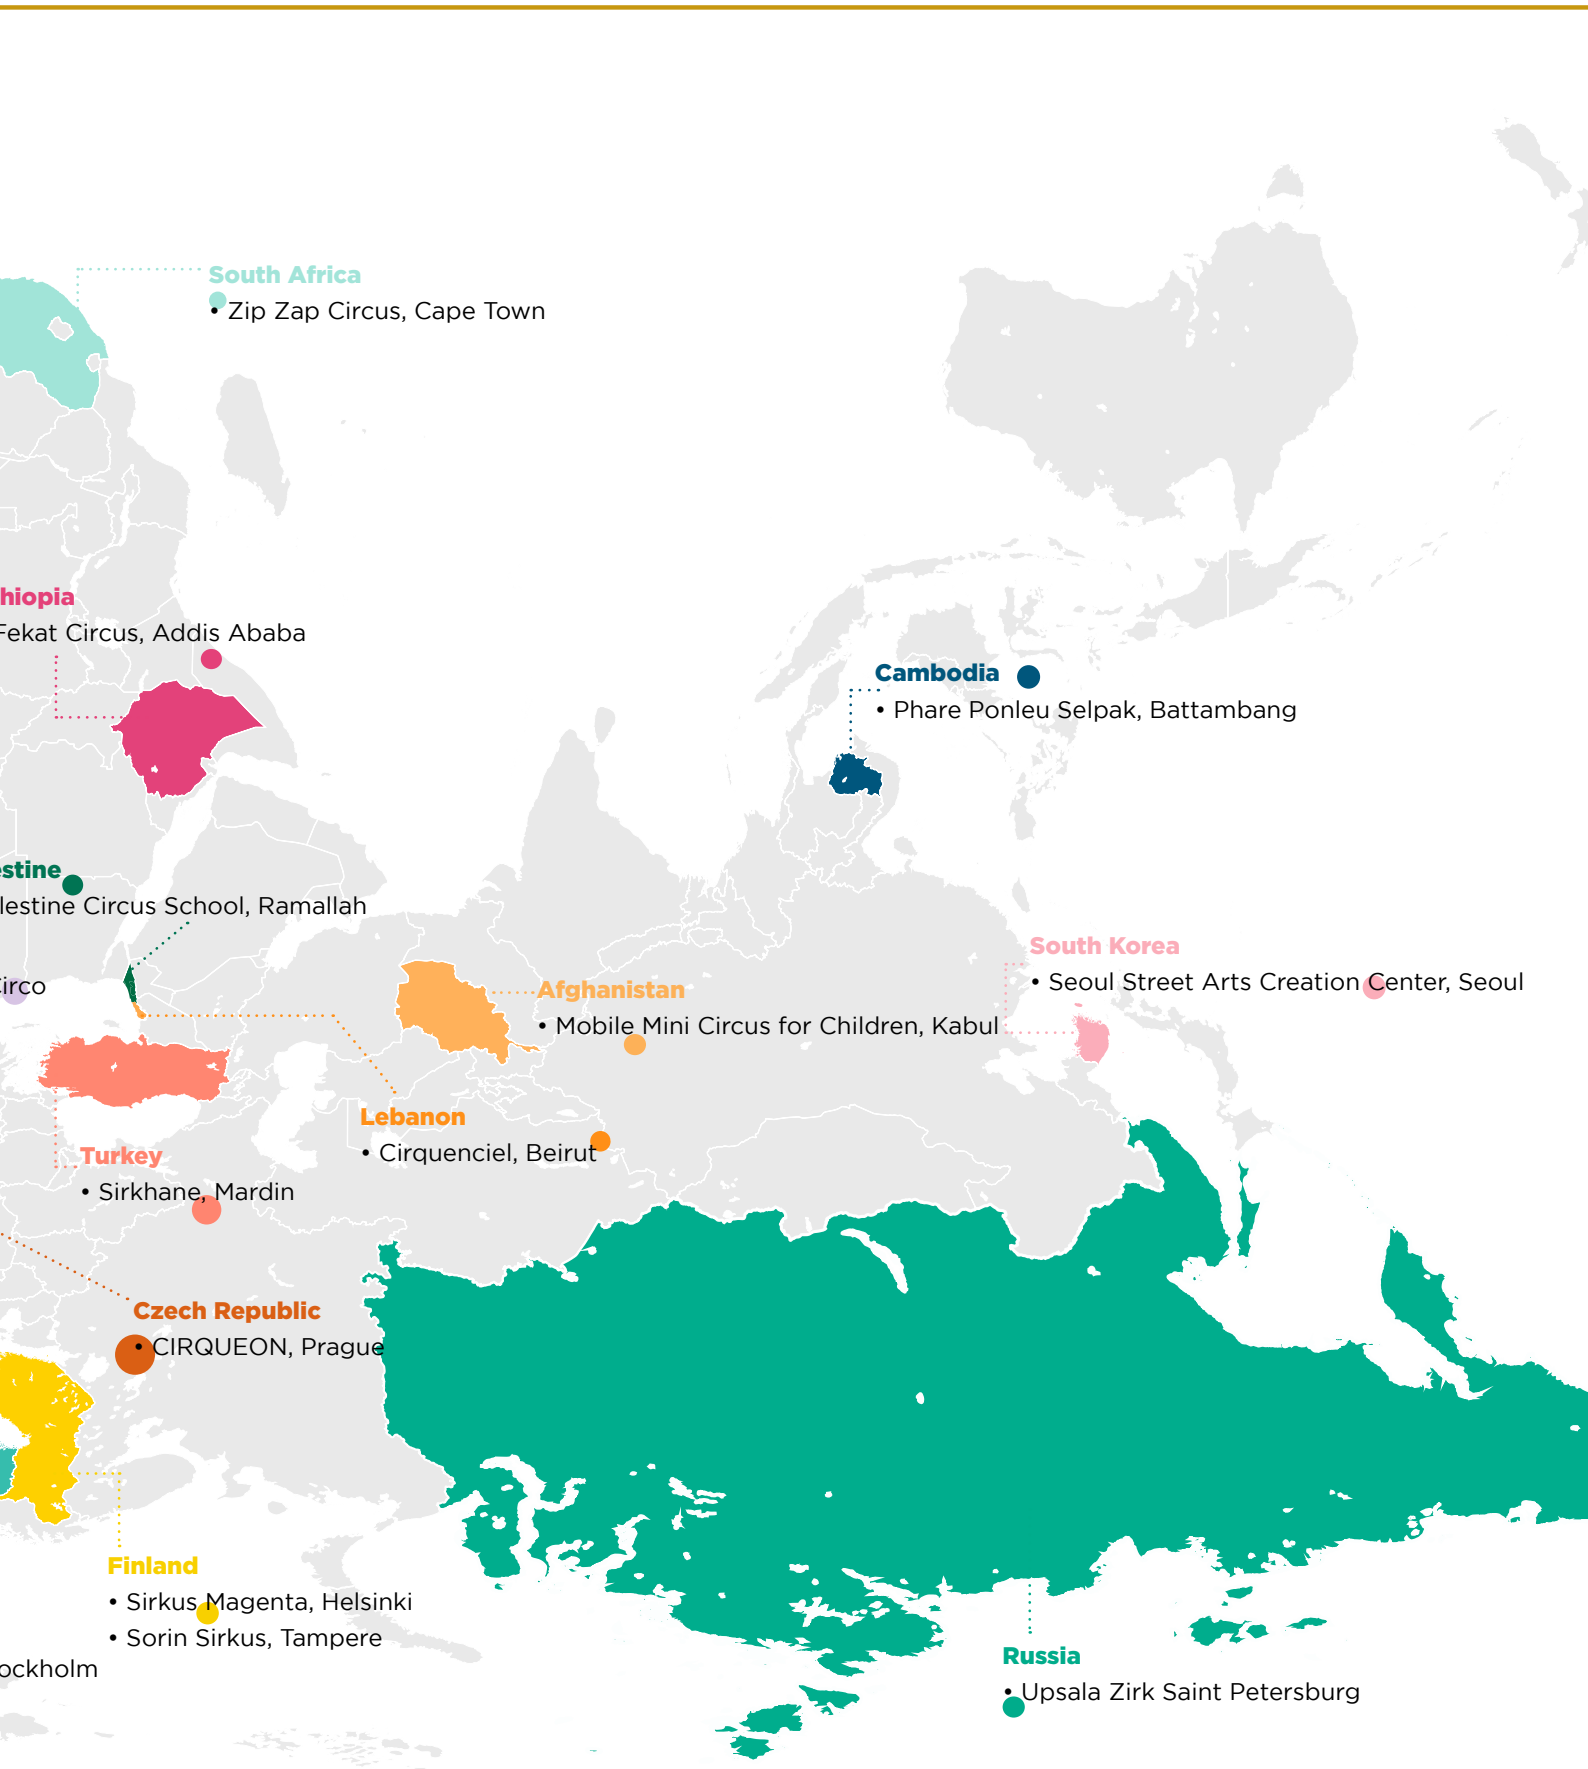 South Africa
• Zip Zap Circus, Cape Town
hiopia
Fekat Circus, Addis Ababa
Cambodia
• Phare Ponleu Selpak, Battambang
estine
lestine Circus School, Ramallah
South Korea
• Seoul Street Arts Creation Center, Seoul
irco
Afghanistan
• Mobile Mini Circus for Children, Kabul
Lebanon
• Cirquenciel, Beirut
Turkey
• Sirkhane, Mardin
Czech Republic
• CIRQUEON, Prague
Finland
• Sirkus Magenta, Helsinki
• Sorin Sirkus, Tampere
ockholm
Russia
• Upsala Zirk Saint Petersburg